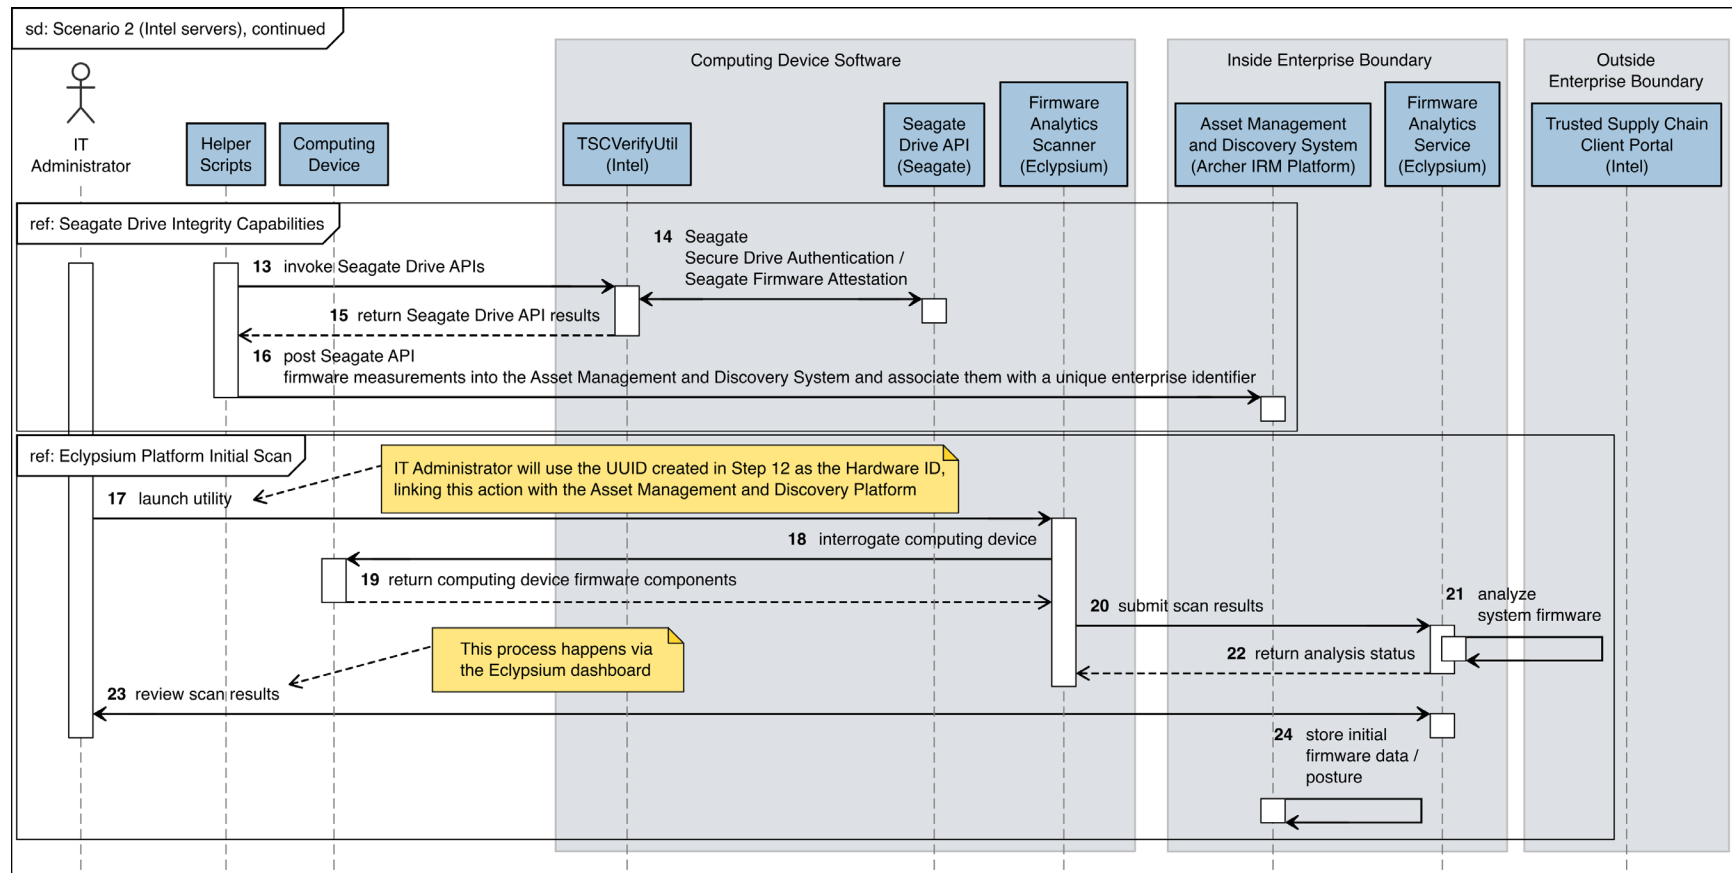 sd: Scenario 2 (Intel servers), continued
Computing Device Software
Inside Enterprise Boundary
Outside
Enterprise Boundary
IT
Administrator
Helper
Scripts
Computing
Device
TSCVerifyUtil
(Intel)
Seagate
Drive API
(Seagate)
Firmware
Analytics
Scanner
(Eclypsium)
Asset Management
and Discovery System
(Archer IRM Platform)
Firmware
Analytics
Service
(Eclypsium)
Trusted Supply Chain
Client Portal
(Intel)
ref: Seagate Drive Integrity Capabilities
13 invoke Seagate Drive APIs
14 Seagate
Secure Drive Authentication /
Seagate Firmware Attestation
15 return Seagate Drive API results
16 post Seagate API
firmware measurements into the Asset Management and Discovery System and associate them with a unique enterprise identifier
ref: Eclypsium Platform Initial Scan
IT Administrator will use the UUID created in Step 12 as the Hardware ID,
linking this action with the Asset Management and Discovery Platform
17 launch utility
18 interrogate computing device
19 return computing device firmware components
20 submit scan results
21 analyze
system firmware
22 return analysis status
This process happens via
the Eclypsium dashboard
23 review scan results
24 store initial
firmware data /
posture